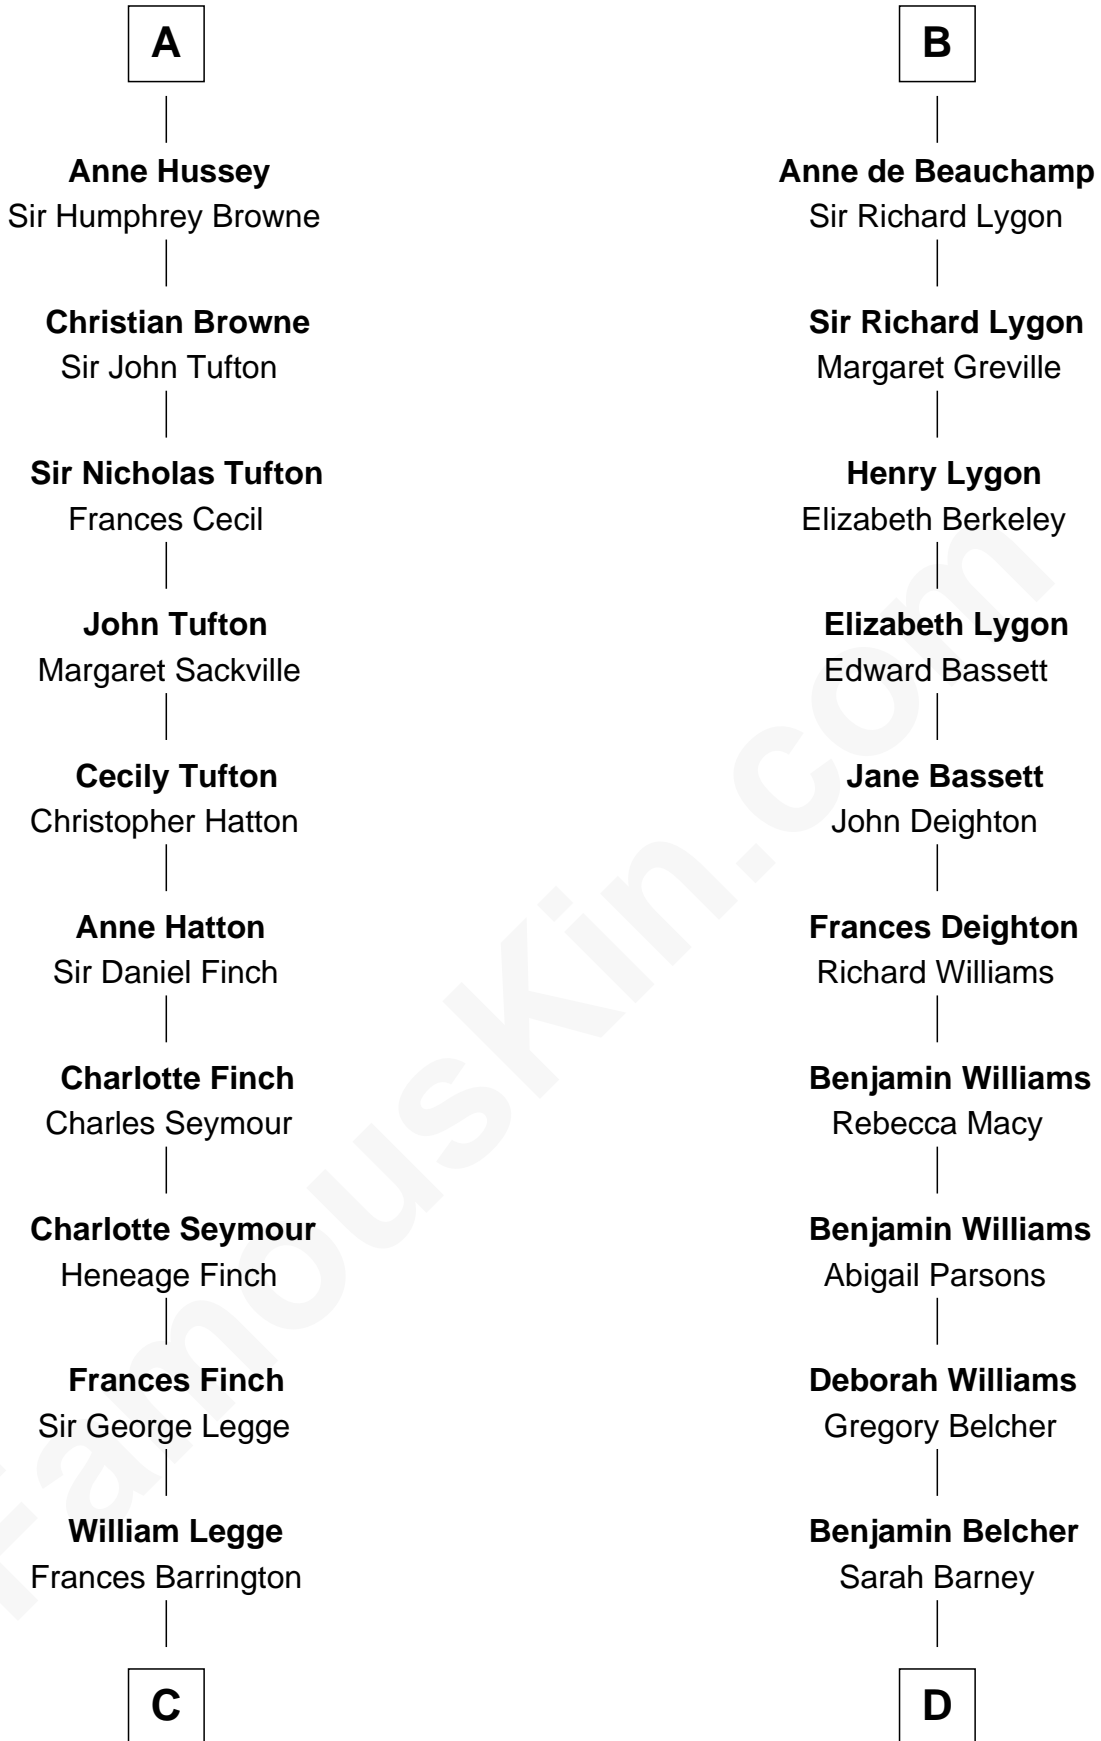 A
Anne Hussey
Sir Humphrey Browne
Christian Browne
Sir John Tufton
Sir Nicholas Tufton
Frances Cecil
John Tufton
Margaret Sackville
Cecily Tufton
Christopher Hatton
Anne Hatton
Sir Daniel Finch
Charlotte Finch
Charles Seymour
Charlotte Seymour
Heneage Finch
Frances Finch
Sir George Legge
William Legge
Frances Barrington
C
B
Anne de Beauchamp
Sir Richard Lygon
Sir Richard Lygon
Margaret Greville
Henry Lygon
Elizabeth Berkeley
Elizabeth Lygon
Edward Bassett
Jane Bassett
John Deighton
Frances Deighton
Richard Williams
Benjamin Williams
Rebecca Macy
Benjamin Williams
Abigail Parsons
Deborah Williams
Gregory Belcher
Benjamin Belcher
Sarah Barney
D
FamousKin.com